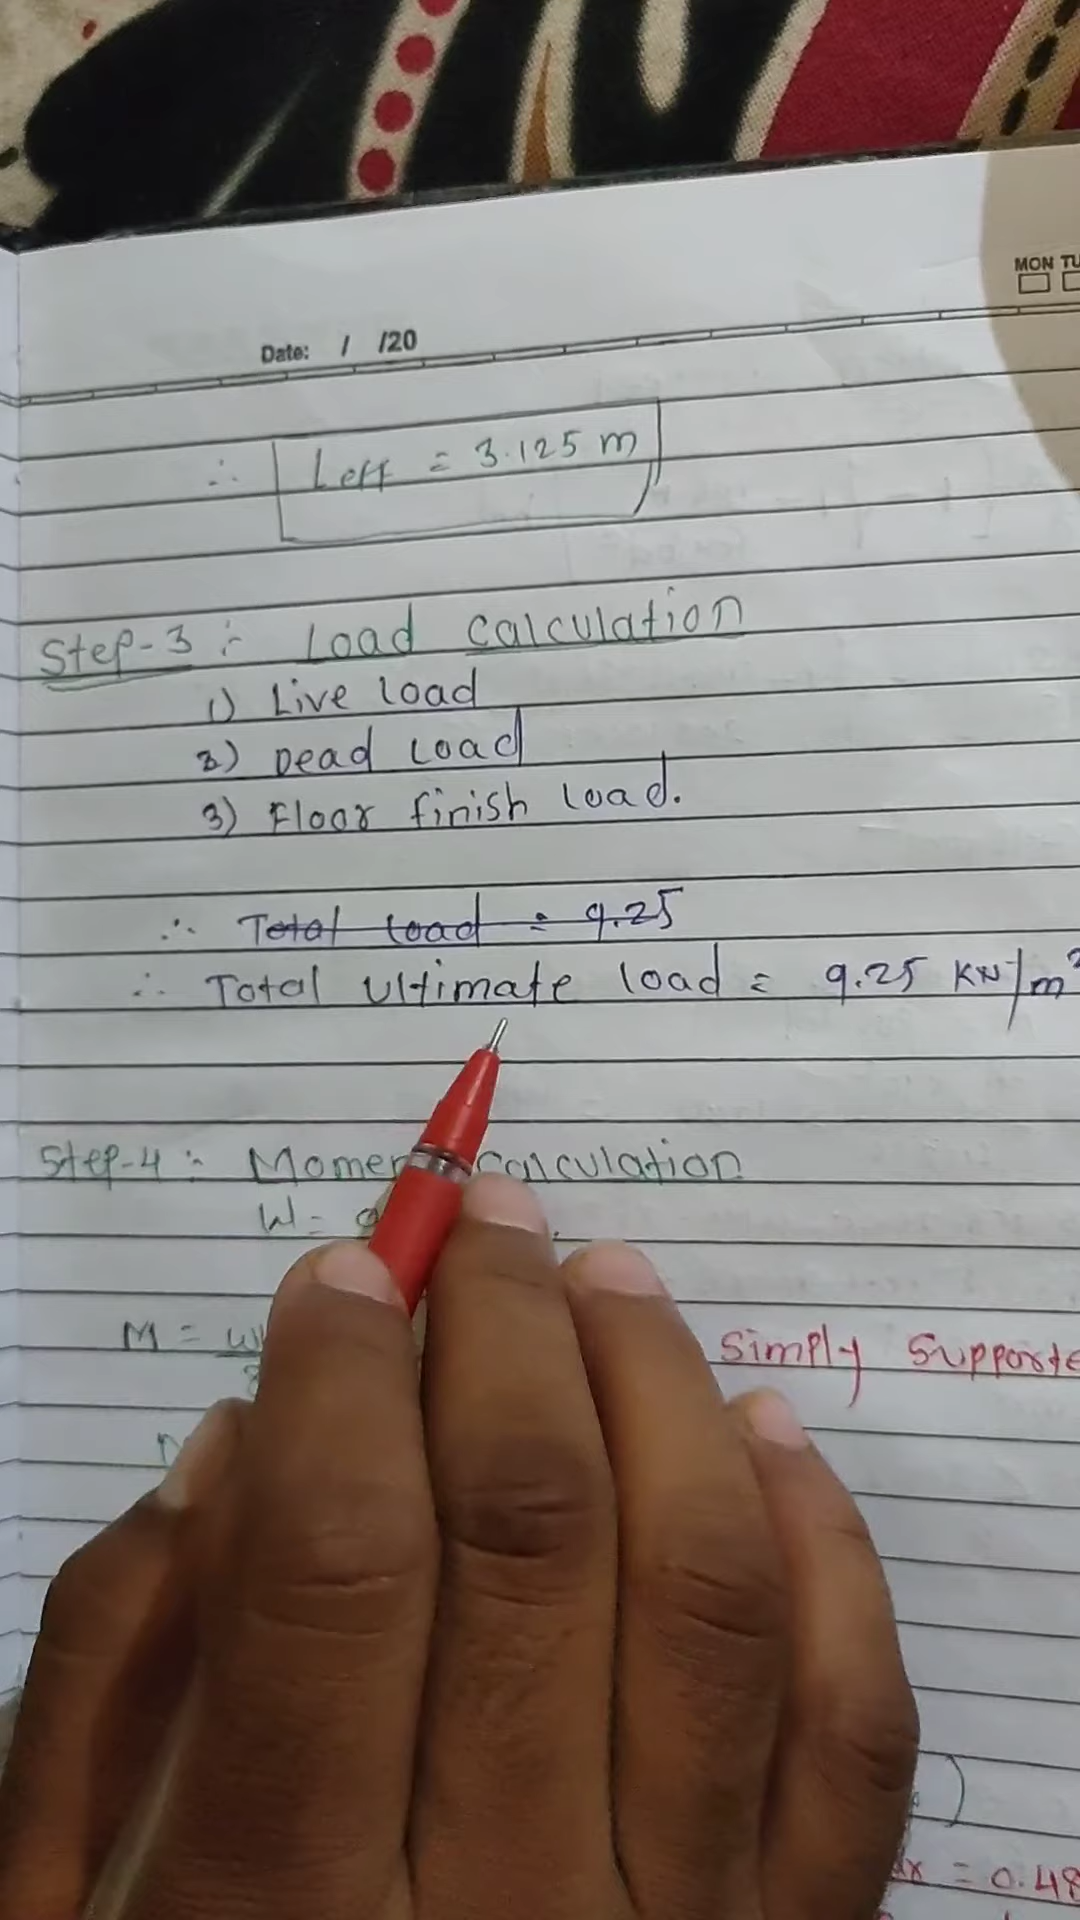 MON TU
Date: / /20
∴ Leff = 3.125 m
Step-3 :- Load calculation
1) Live load
2) Dead load
3) Floor finish load.
∴ Total load = 9.25
∴ Total Ultimate load = 9.25 KN/m²
Step-4 :- Calculation
W =
M = Simply Supporte
= 0.48